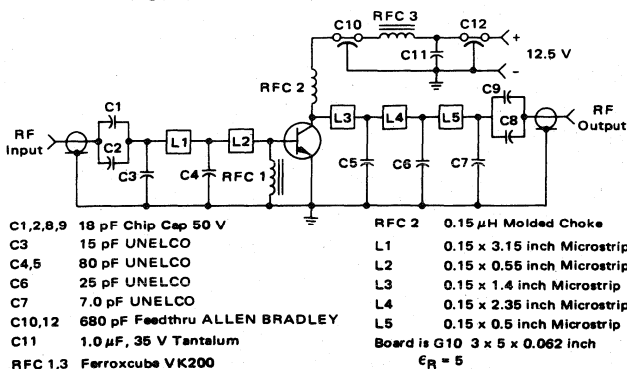 C10 RFC 3 C12
+
C11
12.5 V
-
RFC 2
C1
C9
RF Input
L1 L2
L3 L4 L5
RF Output
C2
C8
C3 C4
RFC 1
C5 C6 C7
C1,2,8,9 18 pF Chip Cap 50 V
C3 15 pF UNELCO
C4,5 80 pF UNELCO
C6 25 pF UNELCO
C7 7.0 pF UNELCO
C10,12 680 pF Feedthru ALLEN BRADLEY
C11 1.0 μF, 35 V Tantalum
RFC 1,3 Ferroxcube VK200
RFC 2 0.15 μH Molded Choke
L1 0.15 x 3.15 inch Microstrip
L2 0.15 x 0.55 inch Microstrip
L3 0.15 x 1.4 inch Microstrip
L4 0.15 x 2.35 inch Microstrip
L5 0.15 x 0.5 inch Microstrip
Board is G10 3 x 5 x 0.062 inch
ϵR = 5